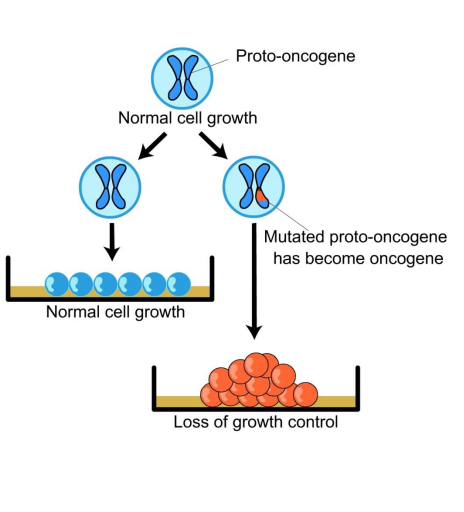 Proto-oncogene
Normal cell growth
Mutated proto-oncogene
has become oncogene
Normal cell growth
Loss of growth control